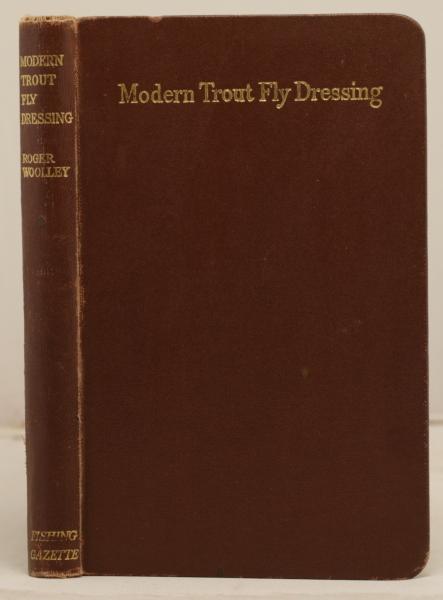 MODERN
TROUT
FLY
DRESSING
ROGER
WOOLLEY
FISHING
GAZETTE
Modern Trout Fly Dressing